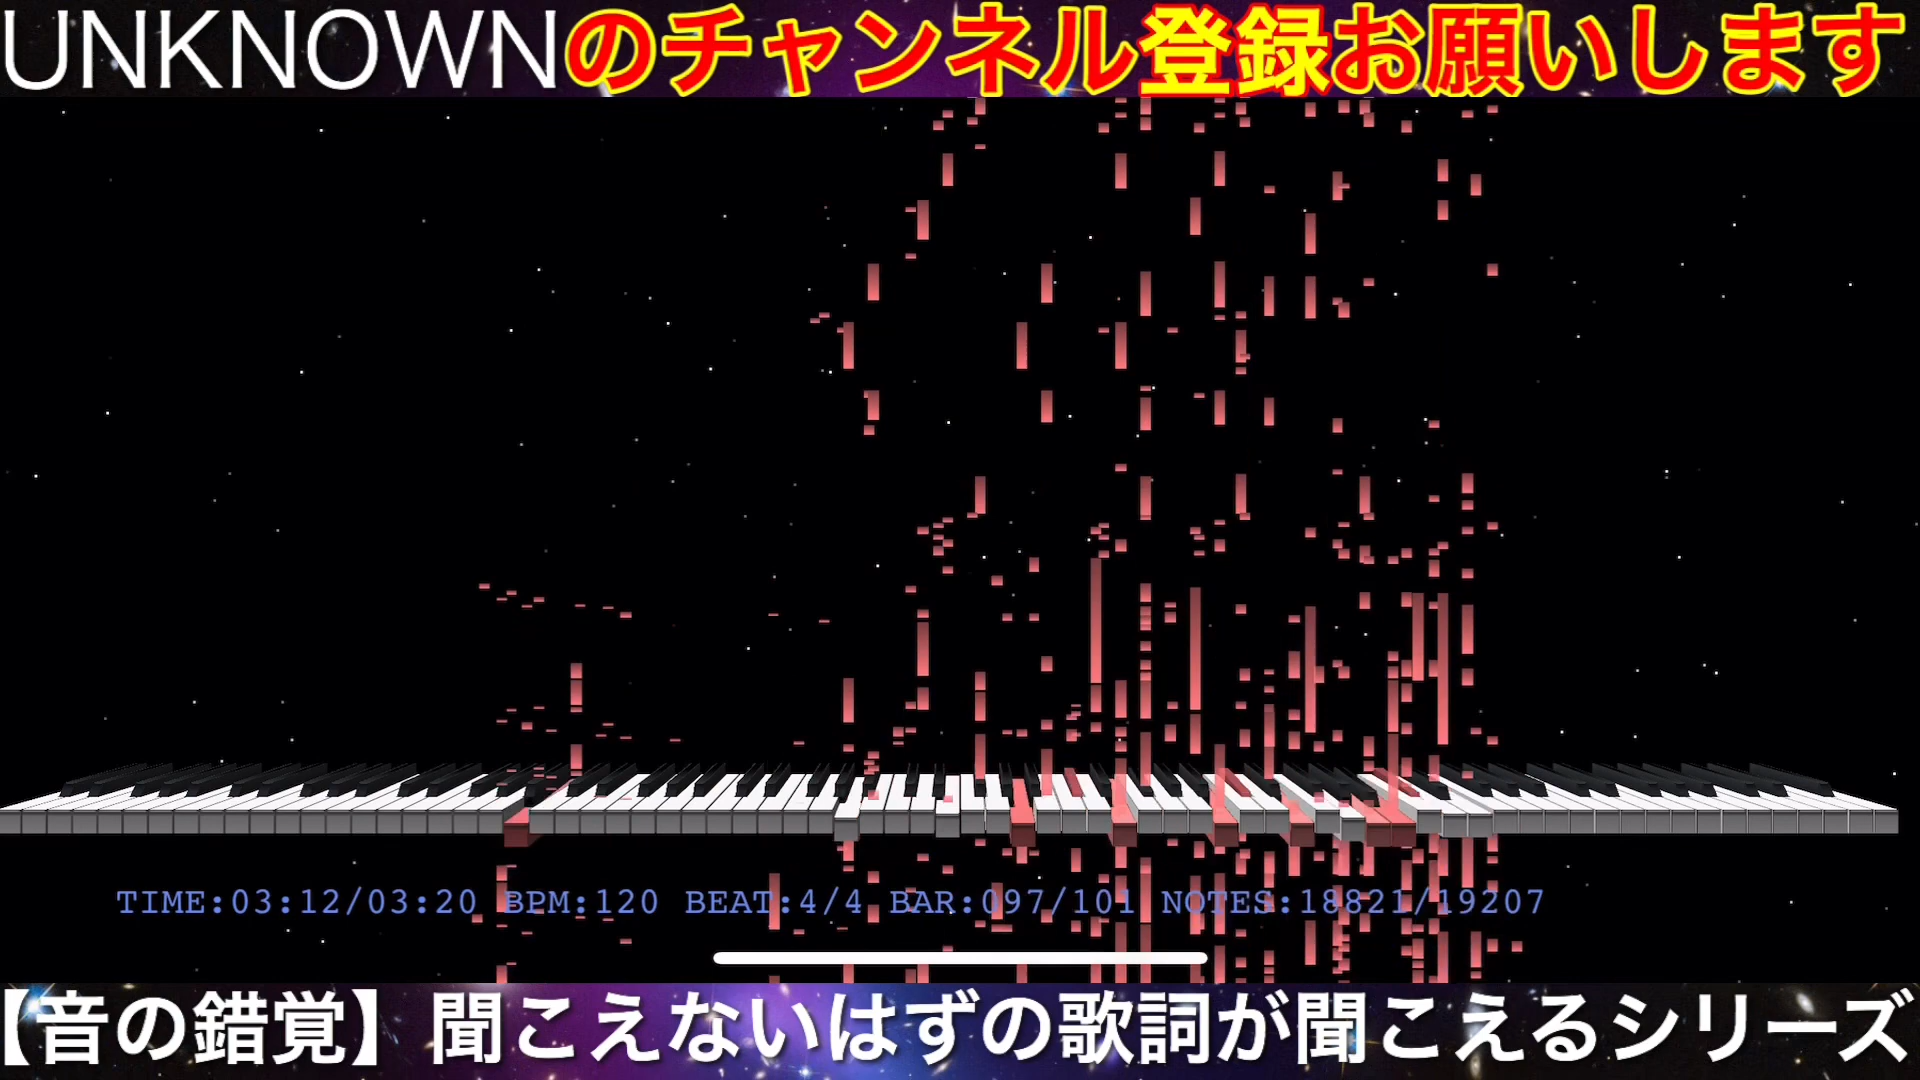 UNKNOWNのチャンネル登録お願いします
TIME:03:12/03:20 BPM:120 BEAT:4/4 BAR:097/101 NOTES:18821/19207
【音の錯覚】聞こえないはずの歌詞が聞こえるシリーズ